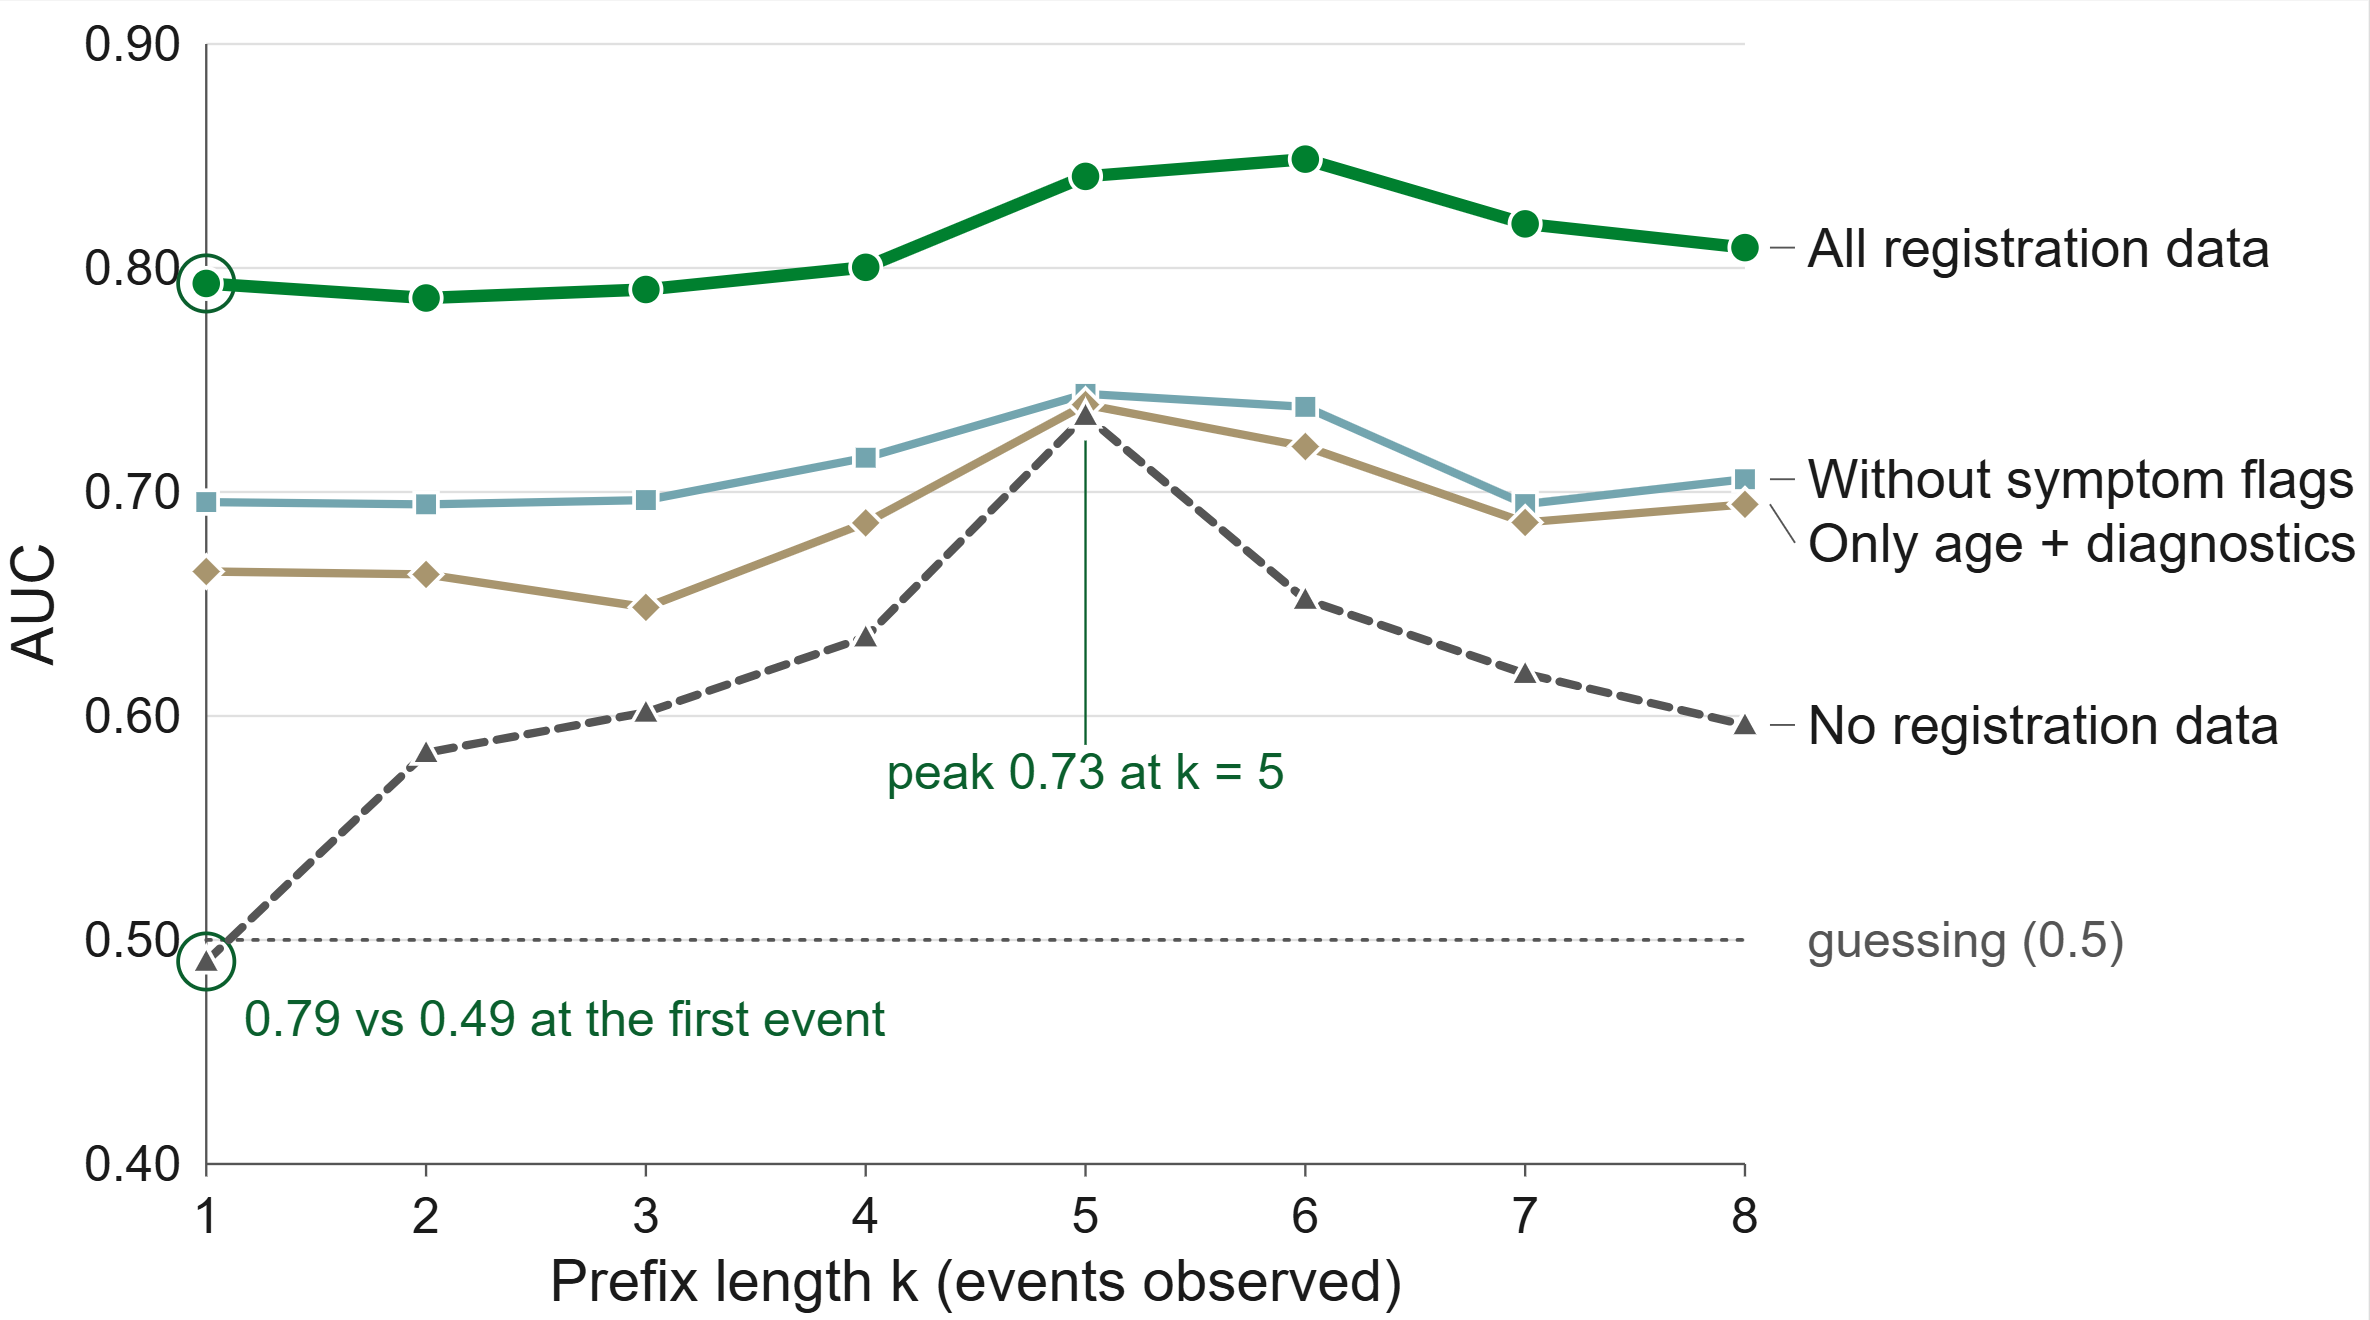 0.90
0.80
0.70
0.60
0.50
0.40
AUC
All registration data
Without symptom flags
Only age + diagnostics
No registration data
guessing (0.5)
peak 0.73 at k = 5
0.79 vs 0.49 at the first event
1 2 3 4 5 6 7 8
Prefix length k (events observed)